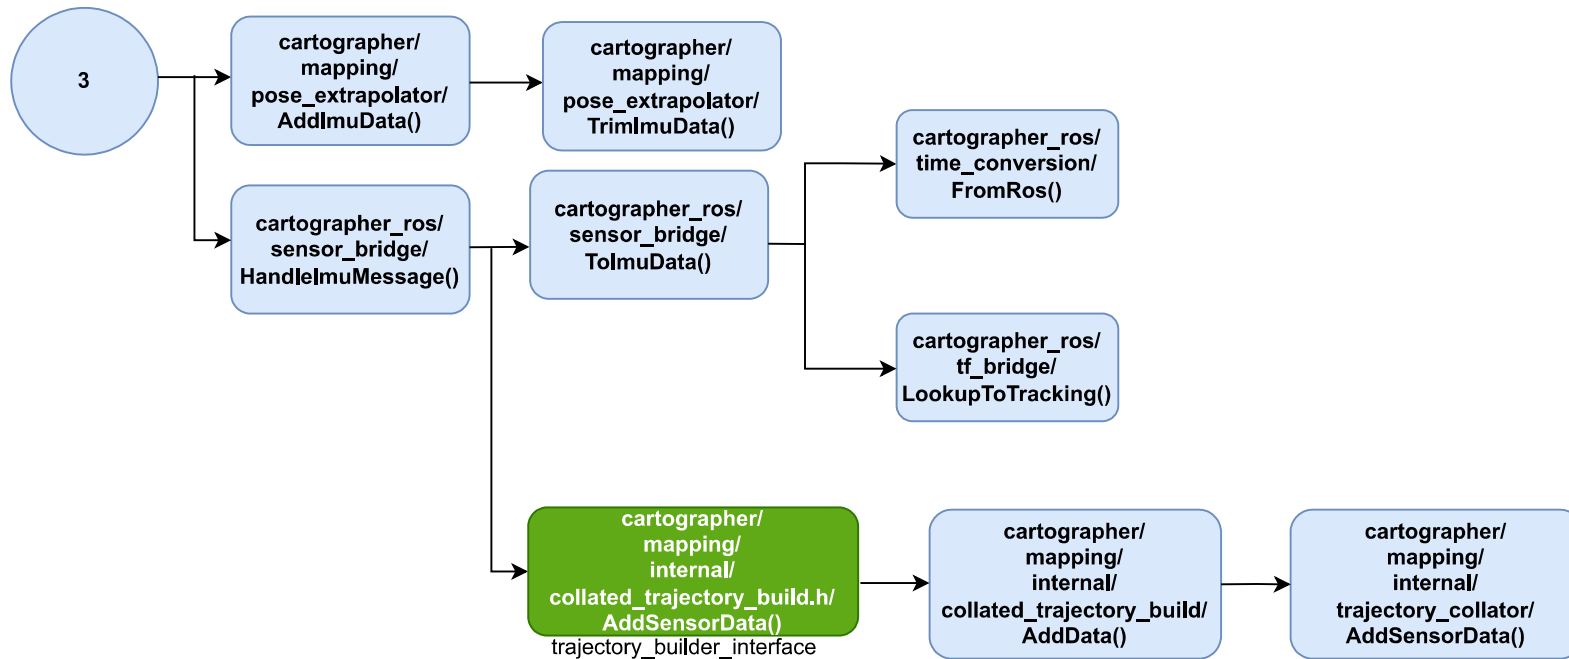 3
cartographer/
mapping/
pose_extrapolator/
AddImuData()
cartographer/
mapping/
pose_extrapolator/
TrimImuData()
cartographer_ros/
sensor_bridge/
HandleImuMessage()
cartographer_ros/
sensor_bridge/
ToImuData()
cartographer_ros/
time_conversion/
FromRos()
cartographer_ros/
tf_bridge/
LookupToTracking()
cartographer/
mapping/
internal/
collated_trajectory_build.h/
AddSensorData()
trajectory_builder_interface
cartographer/
mapping/
internal/
collated_trajectory_build/
AddData()
cartographer/
mapping/
internal/
trajectory_collator/
AddSensorData()